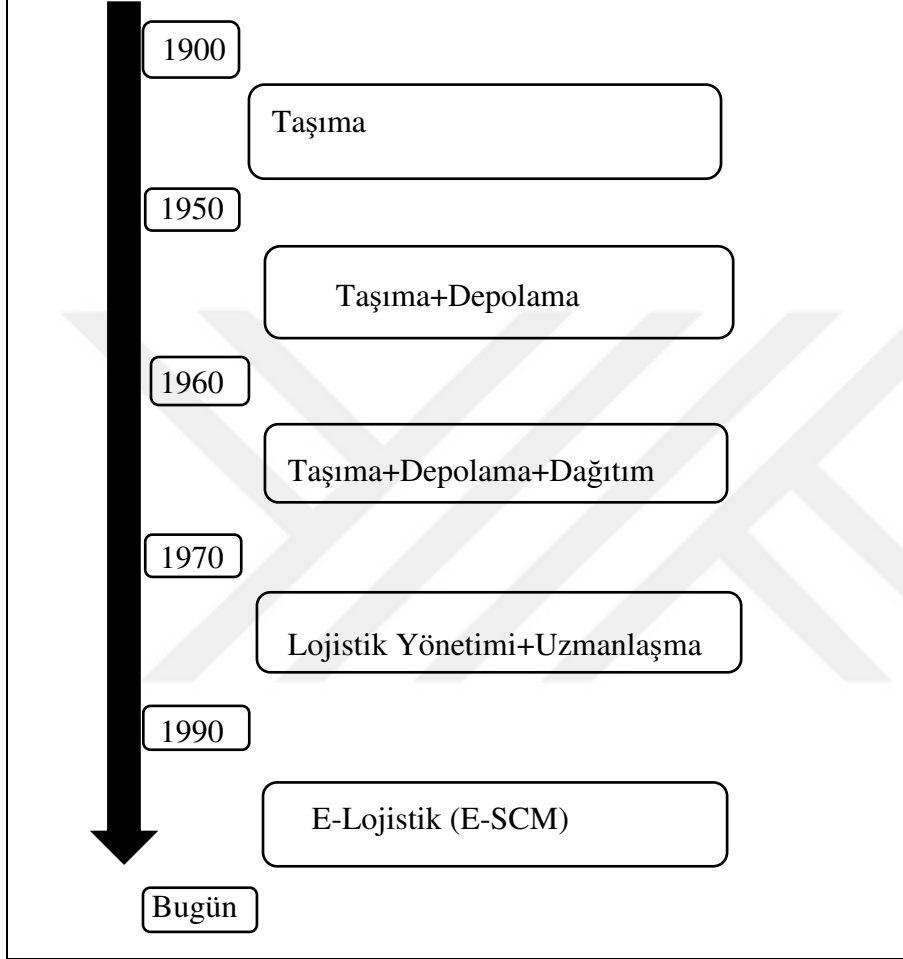 1900
Taşıma
1950
Taşıma+Depolama
1960
Taşıma+Depolama+Dağıtım
1970
Lojistik Yönetimi+Uzmanlaşma
1990
E-Lojistik (E-SCM)
Bugün